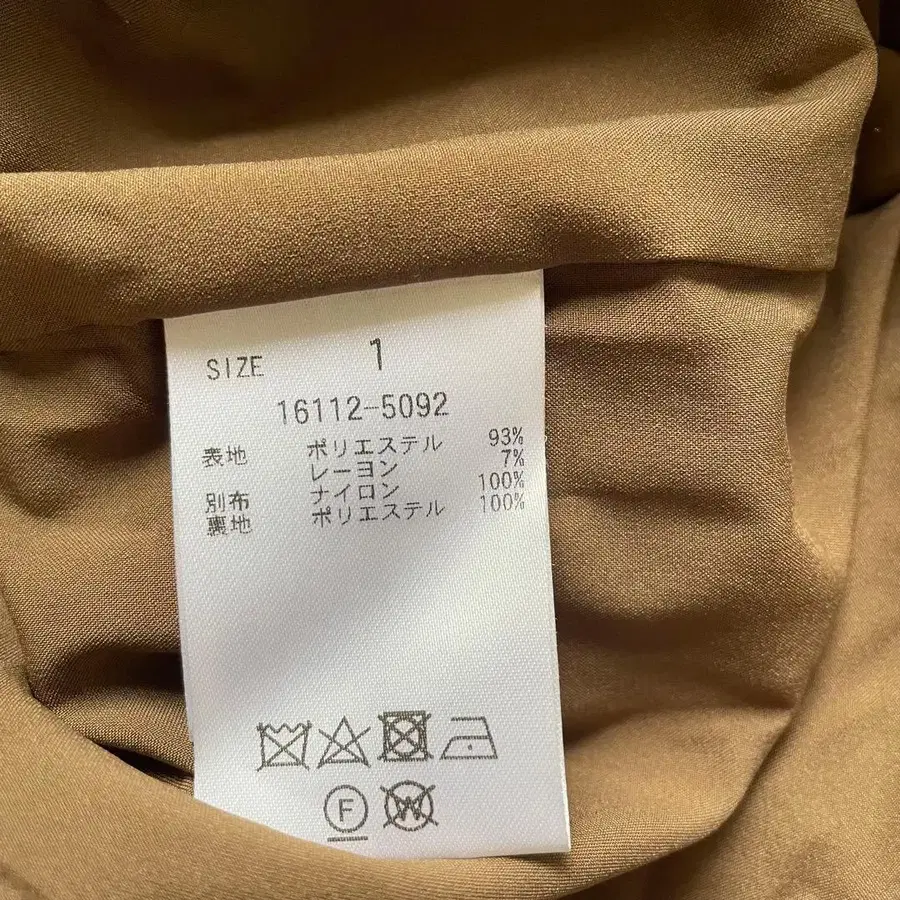 SIZE 1
16112-5092
表地 ポリエステル 93%
レーヨン 7%
別布 ナイロン 100%
裏地 ポリエステル 100%
F W